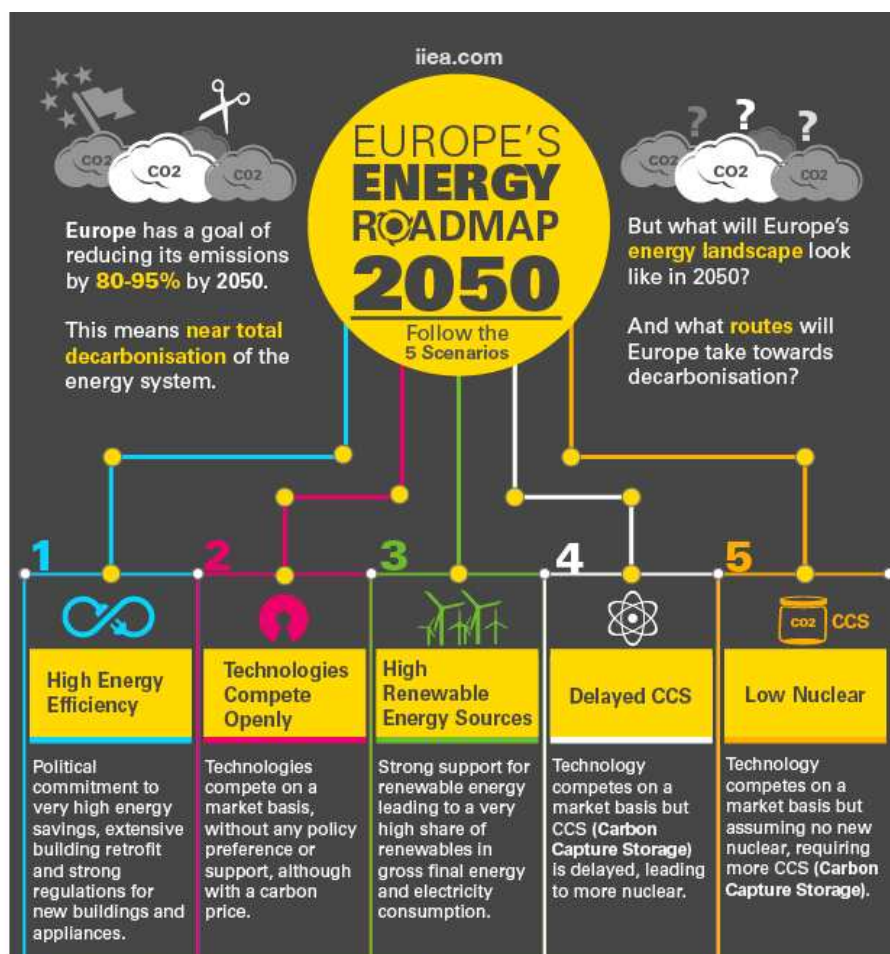 iiea.com
EUROPE'S
ENERGY
ROADMAP
2050
Follow the
5 Scenarios
CO2
CO2
CO2
Europe has a goal of
reducing its emissions
by 80-95% by 2050.
This means near total
decarbonisation of the
energy system.
? ? ?
CO2
CO2
CO2
But what will Europe's
energy landscape look
like in 2050?
And what routes will
Europe take towards
decarbonisation?
1
High Energy
Efficiency
Political
commitment to
very high energy
savings, extensive
building retrofit
and strong
regulations for
new buildings and
appliances.
2
Technologies
Compete
Openly
Technologies
compete on a
market basis,
without any policy
preference or
support, although
with a carbon
price.
3
High
Renewable
Energy Sources
Strong support for
renewable energy
leading to a very
high share of
renewables in
gross final energy
and electricity
consumption.
4
Delayed CCS
Technology
competes on a
market basis but
CCS (Carbon
Capture Storage)
is delayed, leading
to more nuclear.
5
CO2 CCS
Low Nuclear
Technology
competes on a
market basis but
assuming no new
nuclear, requiring
more CCS (Carbon
Capture Storage).